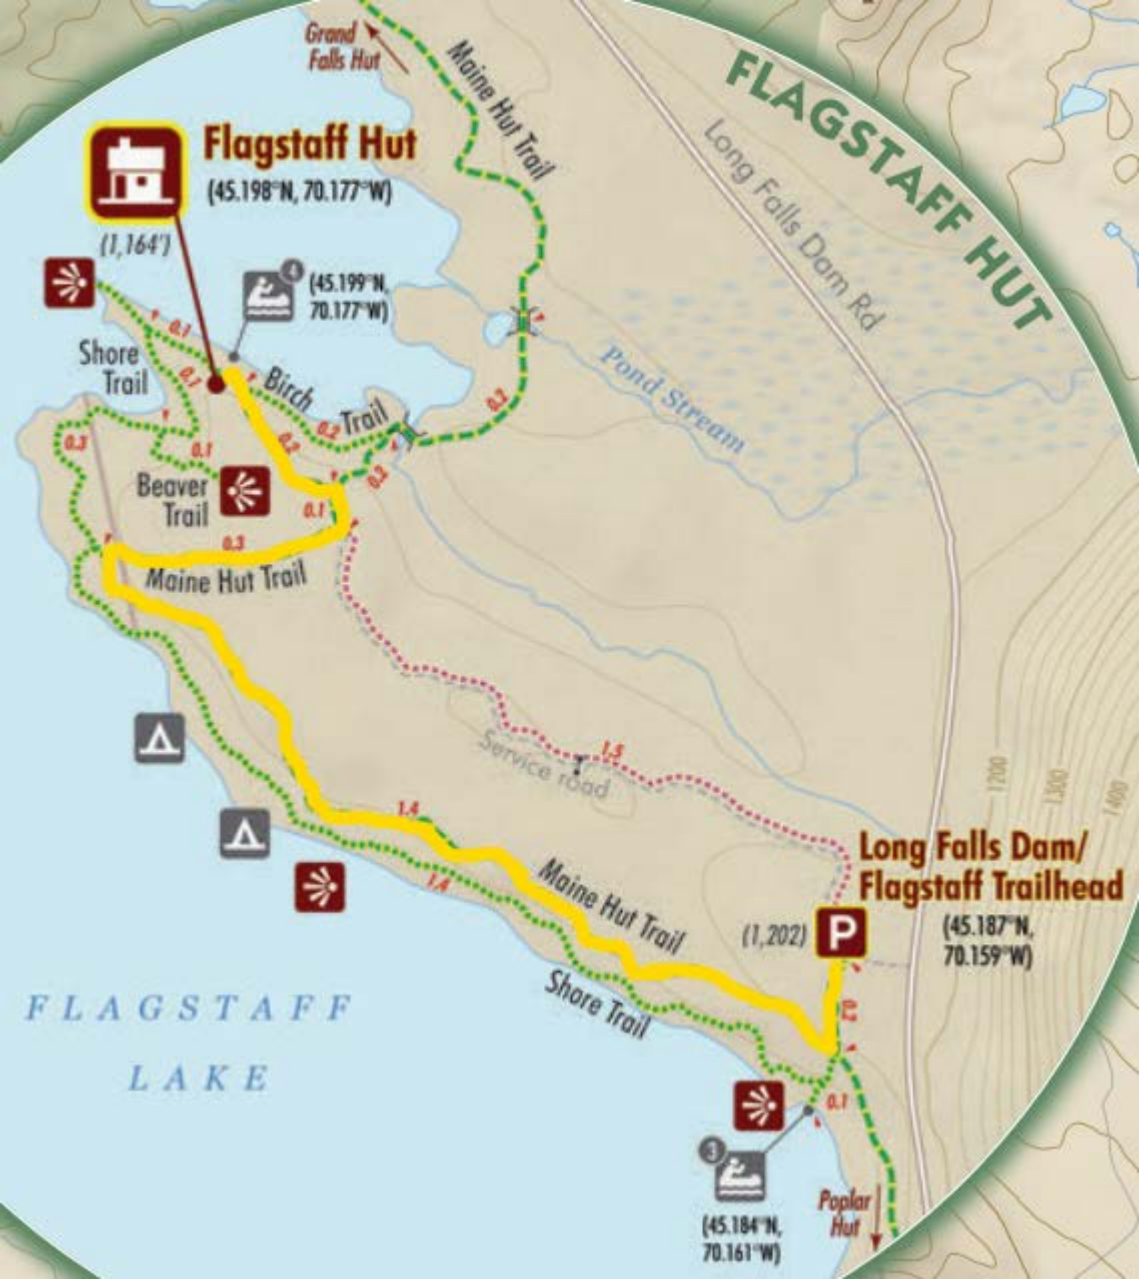 Grand
Falls Hut
Maine Hut Trail
FLAGSTAFF HUT
Long Falls Dam Rd
Flagstaff Hut
(45.198°N, 70.177°W)
(1,164')
4
(45.199°N,
70.177°W)
Shore
Trail
0.1
0.1
Birch
Trail
0.2
0.2
0.2
0.2
Pond Stream
0.3
0.1
Beaver
Trail
0.1
0.3
Maine Hut Trail
1.5
Service road
1.4
1.4
Maine Hut Trail
Shore Trail
1200
1300
1400
Long Falls Dam/
Flagstaff Trailhead
(1,202)
P
(45.187°N,
70.159°W)
0.2
FLAGSTAFF
LAKE
0.1
3
(45.184°N,
70.161°W)
Poplar
Hut